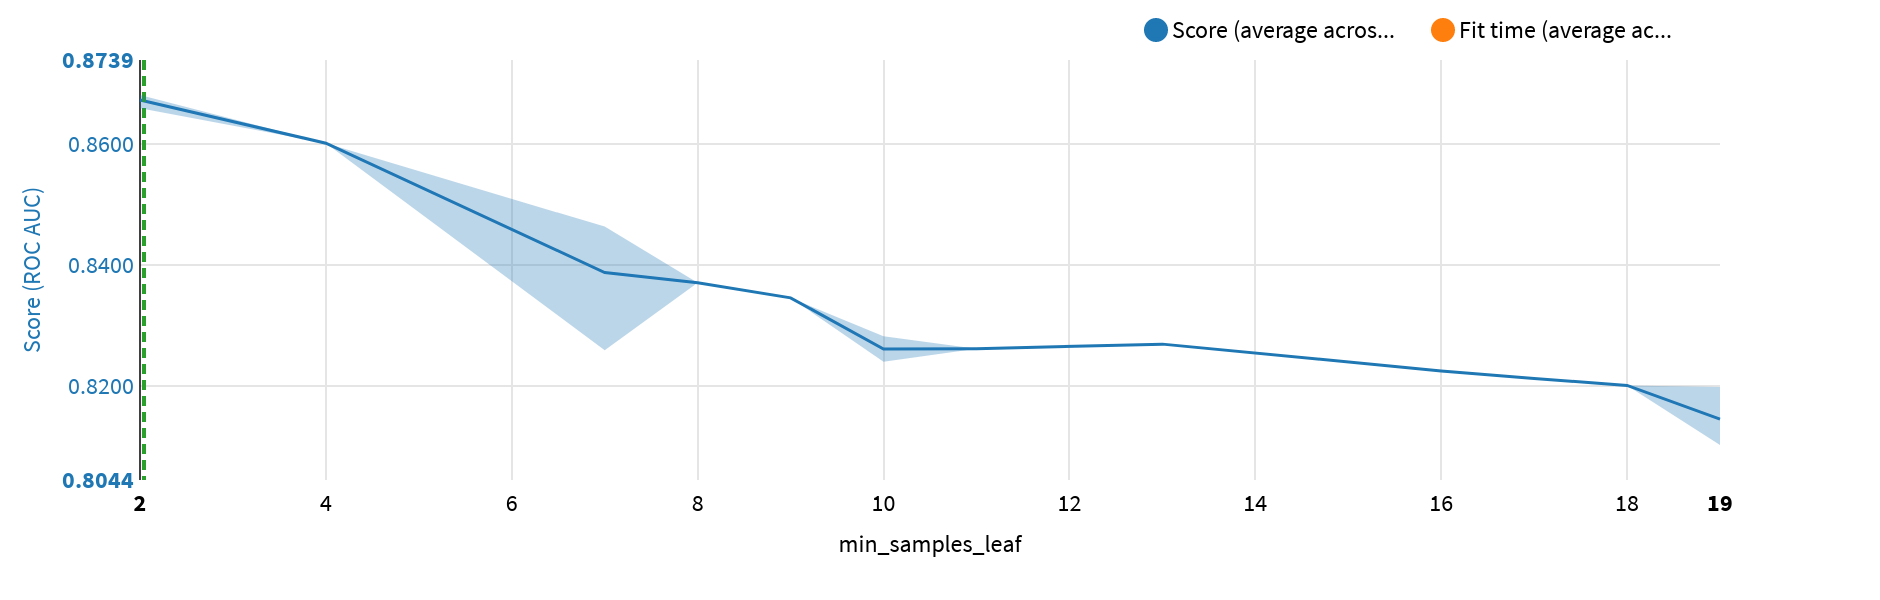 Score (average acros...
Fit time (average ac...
0.8739
0.8600
0.8400
0.8200
0.8044
Score (ROC AUC)
2 4 6 8 10 12 14 16 18 19
min_samples_leaf